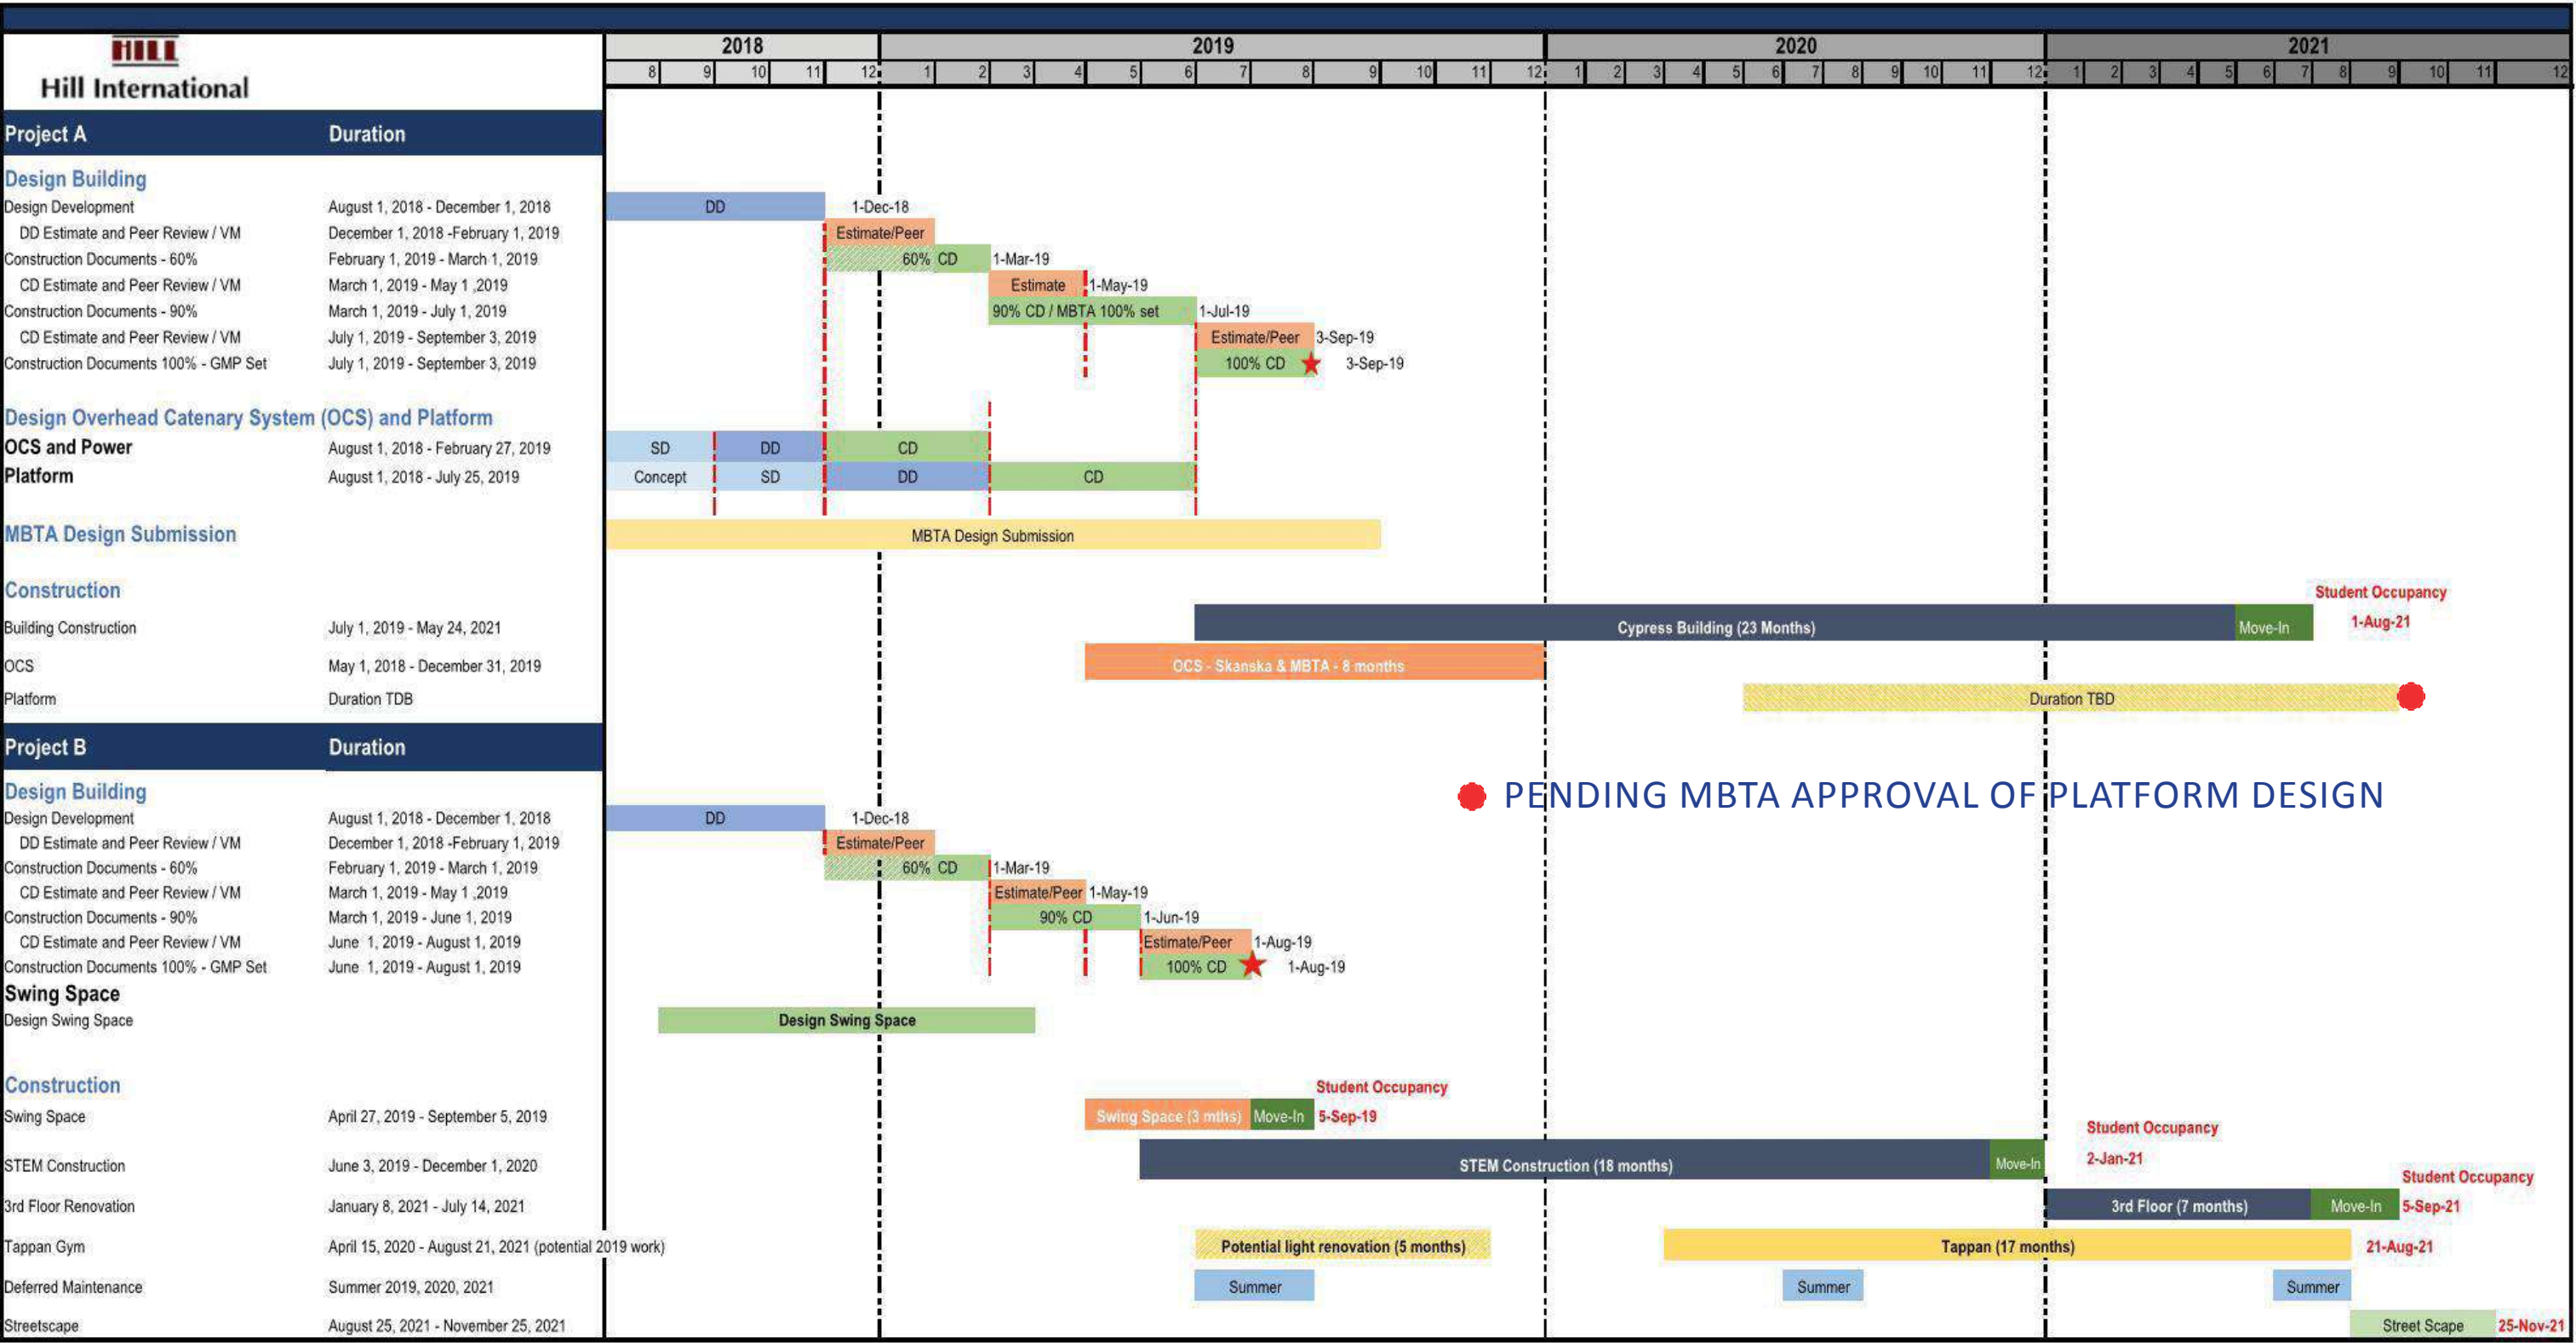 HILL
Hill International
2018 2019 2020 2021
8 9 10 11 12 1 2 3 4 5 6 7 8 9 10 11 12 1 2 3 4 5 6 7 8 9 10 11 12 1 2 3 4 5 6 7 8 9 10 11 12
Project A Duration
Design Building
Design Development August 1, 2018 - December 1, 2018 DD 1-Dec-18
DD Estimate and Peer Review / VM December 1, 2018 -February 1, 2019 Estimate/Peer
Construction Documents - 60% February 1, 2019 - March 1, 2019 60% CD 1-Mar-19
CD Estimate and Peer Review / VM March 1, 2019 - May 1 ,2019 Estimate 1-May-19
Construction Documents - 90% March 1, 2019 - July 1, 2019 90% CD / MBTA 100% set 1-Jul-19
CD Estimate and Peer Review / VM July 1, 2019 - September 3, 2019 Estimate/Peer 3-Sep-19
Construction Documents 100% - GMP Set July 1, 2019 - September 3, 2019 100% CD 3-Sep-19
Design Overhead Catenary System (OCS) and Platform
OCS and Power August 1, 2018 - February 27, 2019 SD DD CD
Platform August 1, 2018 - July 25, 2019 Concept SD DD CD
MBTA Design Submission MBTA Design Submission
Construction
Student Occupancy
Building Construction July 1, 2019 - May 24, 2021 Cypress Building (23 Months) Move-In 1-Aug-21
OCS May 1, 2018 - December 31, 2019 OCS - Skanska & MBTA - 8 months
Platform Duration TDB Duration TBD
Project B Duration
PENDING MBTA APPROVAL OF PLATFORM DESIGN
Design Building
Design Development August 1, 2018 - December 1, 2018 DD 1-Dec-18
DD Estimate and Peer Review / VM December 1, 2018 -February 1, 2019 Estimate/Peer
Construction Documents - 60% February 1, 2019 - March 1, 2019 60% CD 1-Mar-19
CD Estimate and Peer Review / VM March 1, 2019 - May 1 ,2019 Estimate/Peer 1-May-19
Construction Documents - 90% March 1, 2019 - June 1, 2019 90% CD 1-Jun-19
CD Estimate and Peer Review / VM June 1, 2019 - August 1, 2019 Estimate/Peer 1-Aug-19
Construction Documents 100% - GMP Set June 1, 2019 - August 1, 2019 100% CD 1-Aug-19
Swing Space
Design Swing Space Design Swing Space
Construction
Student Occupancy
Swing Space April 27, 2019 - September 5, 2019 Swing Space (3 mths) Move-In 5-Sep-19
Student Occupancy
STEM Construction June 3, 2019 - December 1, 2020 STEM Construction (18 months) Move-In 2-Jan-21
Student Occupancy
3rd Floor Renovation January 8, 2021 - July 14, 2021 3rd Floor (7 months) Move-In 5-Sep-21
Tappan Gym April 15, 2020 - August 21, 2021 (potential 2019 work) Potential light renovation (5 months) Tappan (17 months) 21-Aug-21
Deferred Maintenance Summer 2019, 2020, 2021 Summer Summer Summer
Streetscape August 25, 2021 - November 25, 2021 Street Scape 25-Nov-21